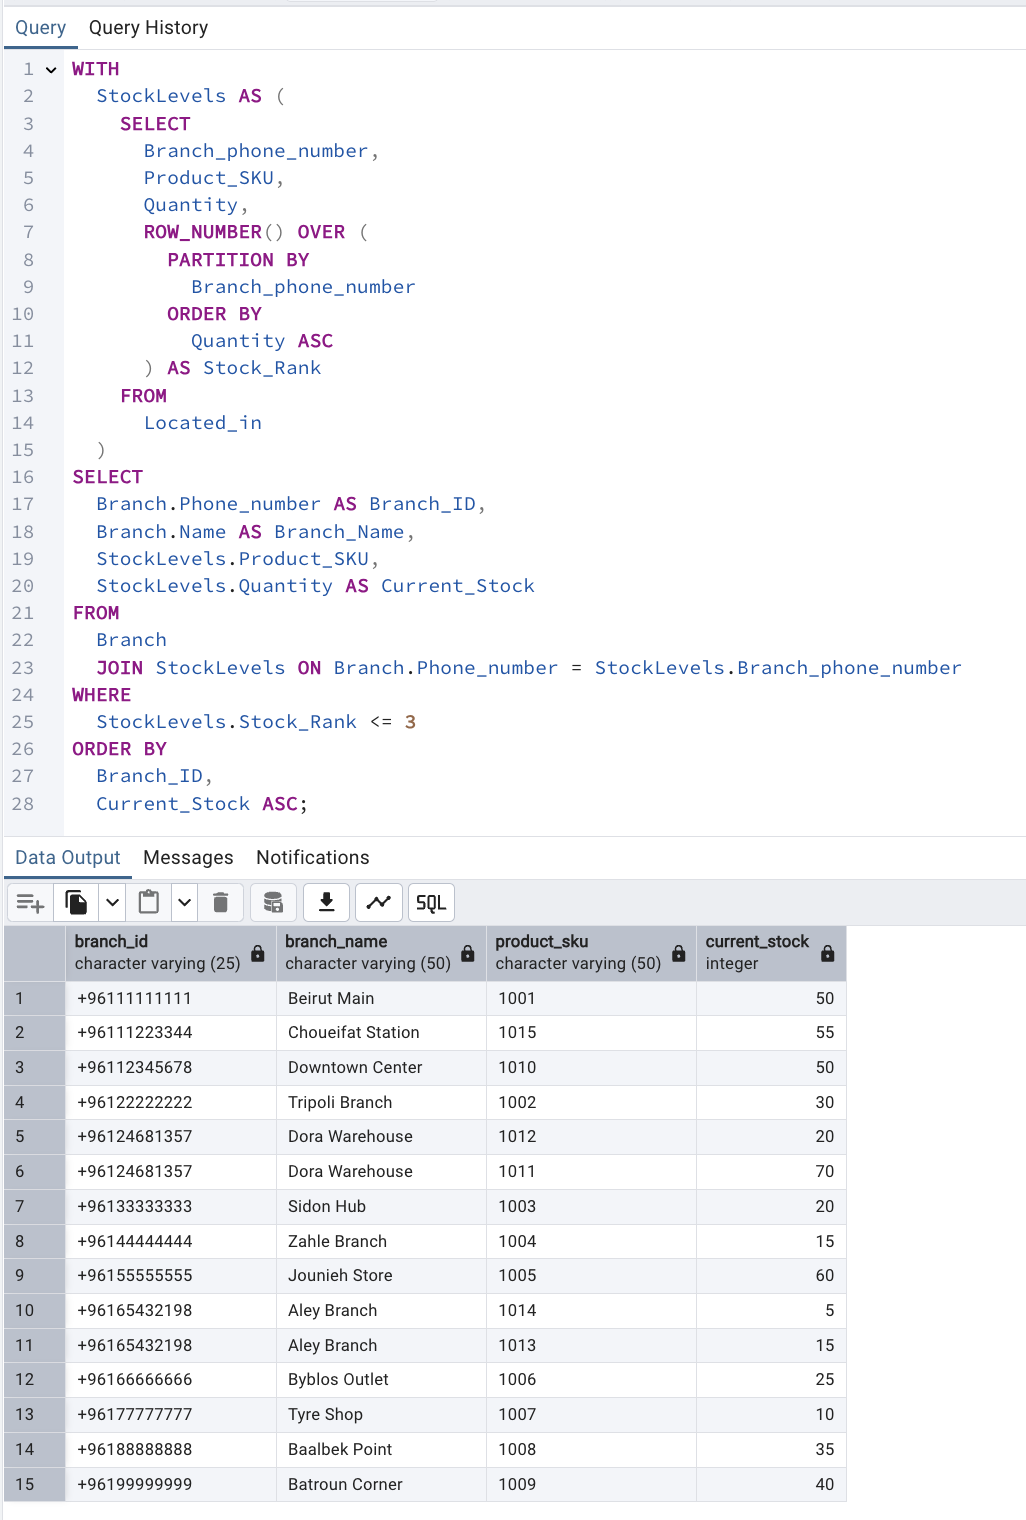 Query Query History
1 WITH
2 StockLevels AS (
3 SELECT
4 Branch_phone_number,
5 Product_SKU,
6 Quantity,
7 ROW_NUMBER() OVER (
8 PARTITION BY
9 Branch_phone_number
10 ORDER BY
11 Quantity ASC
12 ) AS Stock_Rank
13 FROM
14 Located_in
15 )
16 SELECT
17 Branch.Phone_number AS Branch_ID,
18 Branch.Name AS Branch_Name,
19 StockLevels.Product_SKU,
20 StockLevels.Quantity AS Current_Stock
21 FROM
22 Branch
23 JOIN StockLevels ON Branch.Phone_number = StockLevels.Branch_phone_number
24 WHERE
25 StockLevels.Stock_Rank <= 3
26 ORDER BY
27 Branch_ID,
28 Current_Stock ASC;
Data Output Messages Notifications
SQL
branch_id branch_name product_sku current_stock
character varying (25) character varying (50) character varying (50) integer
1 +96111111111 Beirut Main 1001 50
2 +96111223344 Choueifat Station 1015 55
3 +96112345678 Downtown Center 1010 50
4 +96122222222 Tripoli Branch 1002 30
5 +96124681357 Dora Warehouse 1012 20
6 +96124681357 Dora Warehouse 1011 70
7 +96133333333 Sidon Hub 1003 20
8 +96144444444 Zahle Branch 1004 15
9 +96155555555 Jounieh Store 1005 60
10 +96165432198 Aley Branch 1014 5
11 +96165432198 Aley Branch 1013 15
12 +96166666666 Byblos Outlet 1006 25
13 +96177777777 Tyre Shop 1007 10
14 +96188888888 Baalbek Point 1008 35
15 +96199999999 Batroun Corner 1009 40